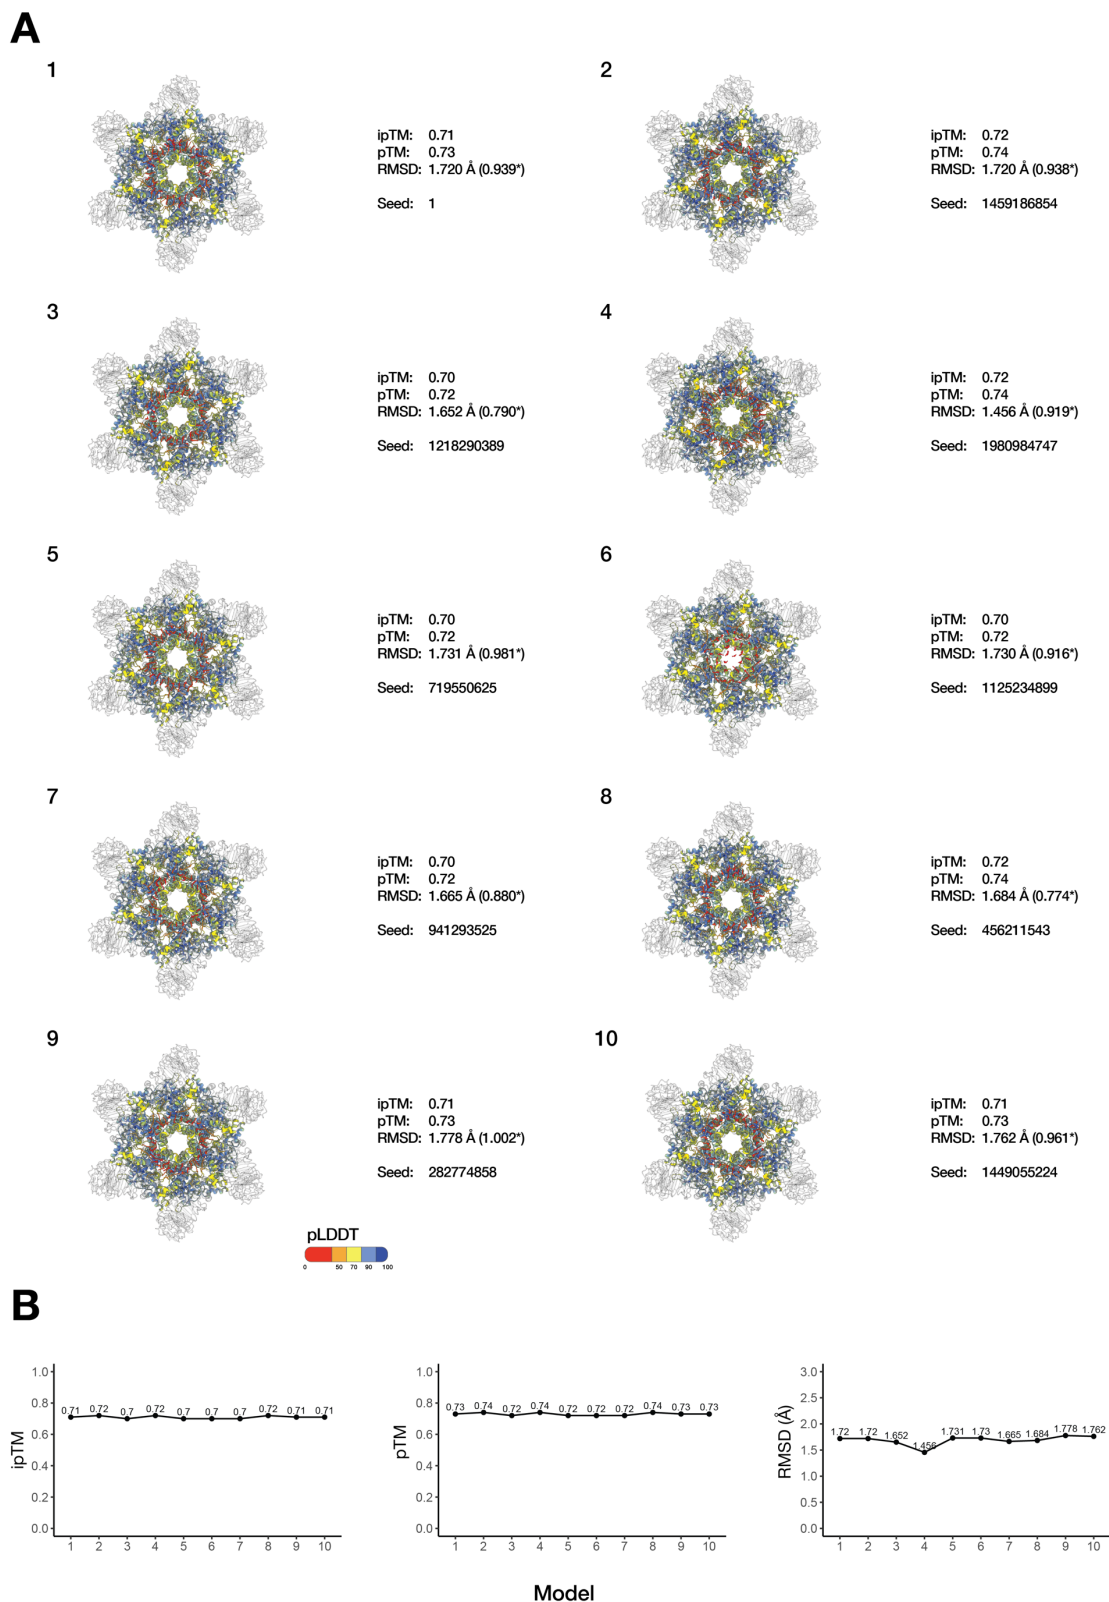 A
1
ipTM: 0.71
pTM: 0.73
RMSD: 1.720 Å (0.939*)
Seed: 1
2
ipTM: 0.72
pTM: 0.74
RMSD: 1.720 Å (0.938*)
Seed: 1459186854
3
ipTM: 0.70
pTM: 0.72
RMSD: 1.652 Å (0.790*)
Seed: 1218290389
4
ipTM: 0.72
pTM: 0.74
RMSD: 1.456 Å (0.919*)
Seed: 1980984747
5
ipTM: 0.70
pTM: 0.72
RMSD: 1.731 Å (0.981*)
Seed: 719550625
6
ipTM: 0.70
pTM: 0.72
RMSD: 1.730 Å (0.916*)
Seed: 1125234899
7
ipTM: 0.70
pTM: 0.72
RMSD: 1.665 Å (0.880*)
Seed: 941293525
8
ipTM: 0.72
pTM: 0.74
RMSD: 1.684 Å (0.774*)
Seed: 456211543
9
ipTM: 0.71
pTM: 0.73
RMSD: 1.778 Å (1.002*)
Seed: 282774858
10
ipTM: 0.71
pTM: 0.73
RMSD: 1.762 Å (0.961*)
Seed: 1449055224
pLDDT
0 50 70 90 100
B
ipTM
1.0
0.8
0.6
0.4
0.2
0.0
0.71 0.72 0.7 0.72 0.7 0.7 0.7 0.72 0.71 0.71
1 2 3 4 5 6 7 8 9 10
pTM
1.0
0.8
0.6
0.4
0.2
0.0
0.73 0.74 0.72 0.74 0.72 0.72 0.72 0.74 0.73 0.73
1 2 3 4 5 6 7 8 9 10
RMSD (Å)
3.0
2.5
2.0
1.5
1.0
0.5
0.0
1.72 1.72 1.652 1.456 1.731 1.73 1.665 1.684 1.778 1.762
1 2 3 4 5 6 7 8 9 10
Model